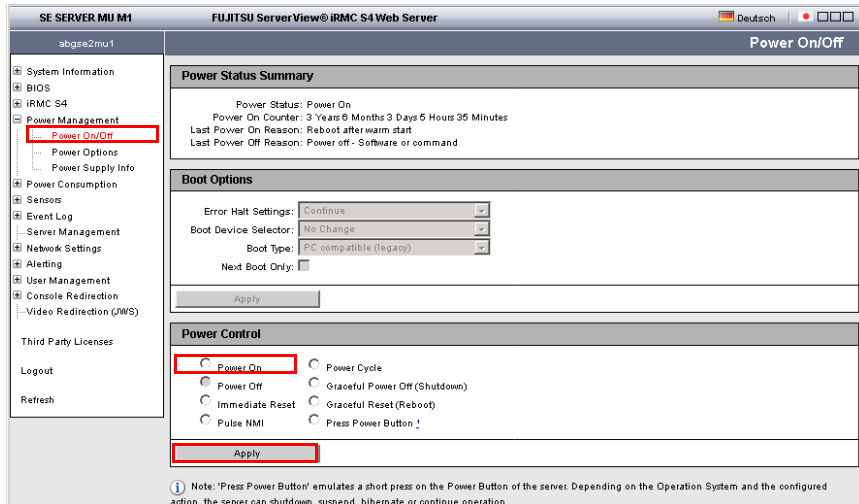 SE SERVER MU M1
FUJITSU ServerView® iRMC S4 Web Server
Deutsch
abgse2mu1
Power On/Off
System Information
BIOS
iRMC S4
Power Management
Power On/Off
Power Options
Power Supply Info
Power Consumption
Sensors
Event Log
Server Management
Network Settings
Alerting
User Management
Console Redirection
Video Redirection (JWS)
Third Party Licenses
Logout
Refresh
Power Status Summary
Power Status: Power On
Power On Counter: 3 Years 6 Months 3 Days 5 Hours 35 Minutes
Last Power On Reason: Reboot after warm start
Last Power Off Reason: Power off - Software or command
Boot Options
Error Halt Settings: Continue
Boot Device Selector: No Change
Boot Type: PC compatible (legacy)
Next Boot Only:
Apply
Power Control
Power On
Power Cycle
Power Off
Graceful Power Off (Shutdown)
Immediate Reset
Graceful Reset (Reboot)
Pulse NMI
Press Power Button !
Apply
Note: 'Press Power Button' emulates a short press on the Power Button of the server. Depending on the Operation System and the configured
action, the server can shutdown, suspend, hibernate or continue operation.